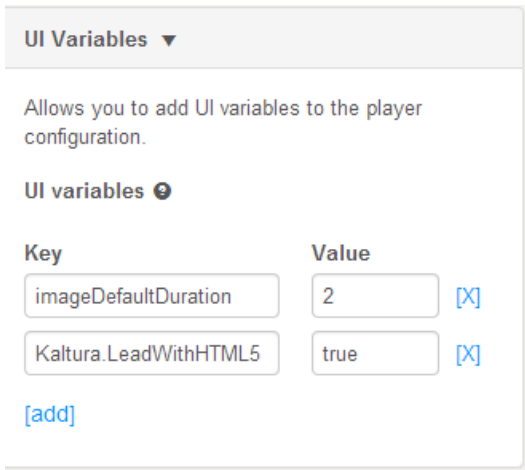 UI Variables ▼
Allows you to add UI variables to the player
configuration.
UI variables
Key Value
imageDefaultDuration 2 [X]
Kaltura.LeadWithHTML5 true [X]
[add]